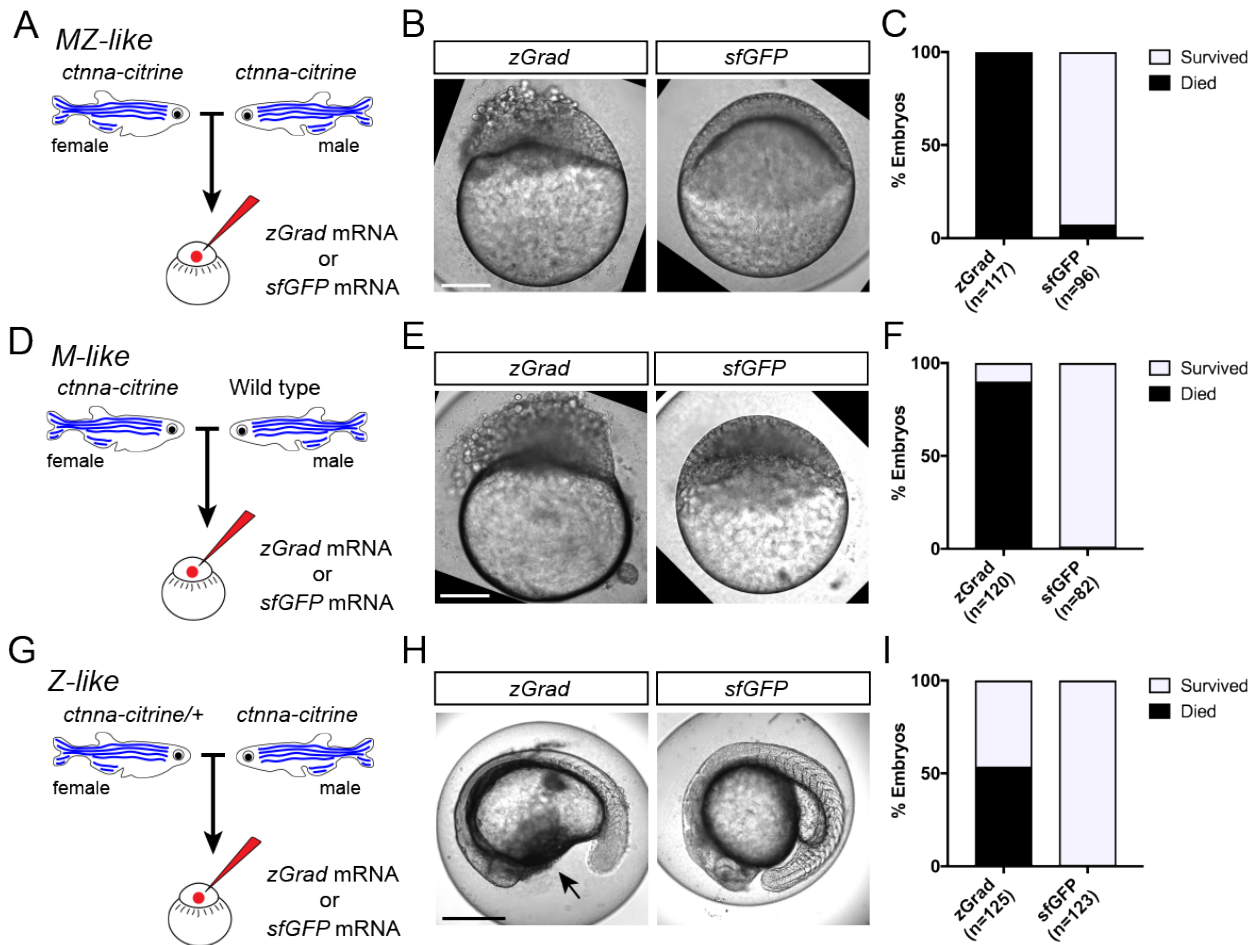 A
MZ-like
ctnna-citrine
ctnna-citrine
female
male
zGrad mRNA
or
sfGFP mRNA
B
zGrad
sfGFP
C
100
50
0
% Embryos
zGrad
(n=117)
sfGFP
(n=96)
Survived
Died
D
M-like
ctnna-citrine
Wild type
female
male
zGrad mRNA
or
sfGFP mRNA
E
zGrad
sfGFP
F
100
50
0
% Embryos
zGrad
(n=120)
sfGFP
(n=82)
Survived
Died
G
Z-like
ctnna-citrine/+
ctnna-citrine
female
male
zGrad mRNA
or
sfGFP mRNA
H
zGrad
sfGFP
I
100
50
0
% Embryos
zGrad
(n=125)
sfGFP
(n=123)
Survived
Died